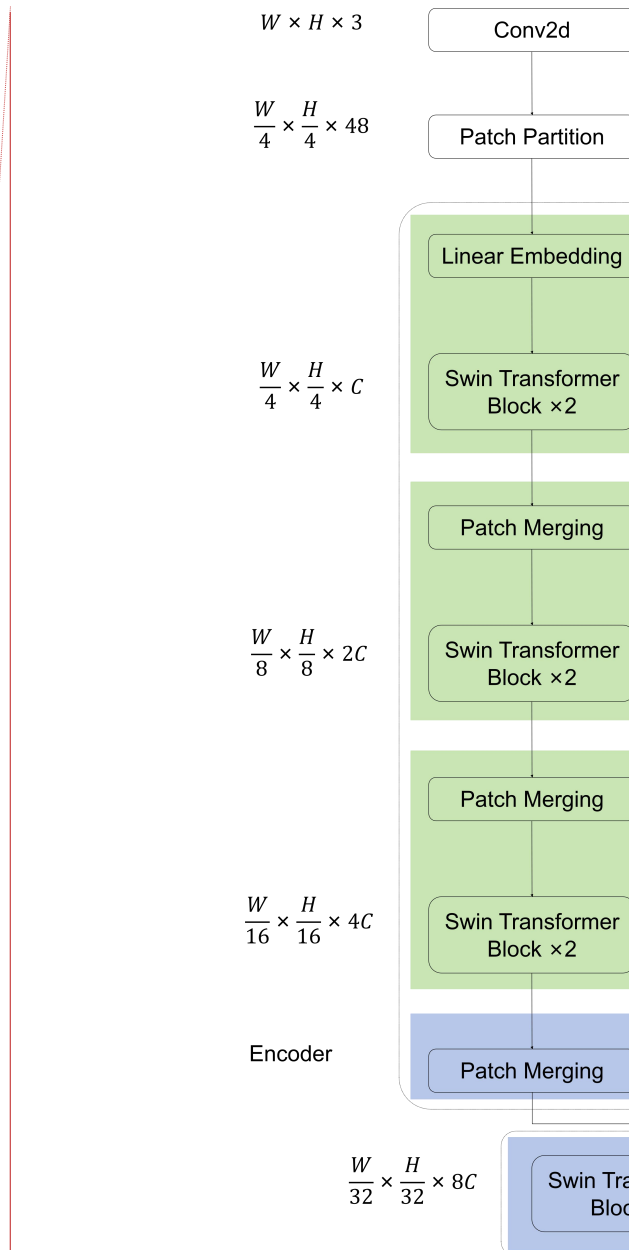 W × H × 3
Conv2d
W/4 × H/4 × 48
Patch Partition
Linear Embedding
W/4 × H/4 × C
Swin Transformer
Block ×2
Patch Merging
W/8 × H/8 × 2C
Swin Transformer
Block ×2
Patch Merging
W/16 × H/16 × 4C
Swin Transformer
Block ×2
Encoder
Patch Merging
W/32 × H/32 × 8C
Swin